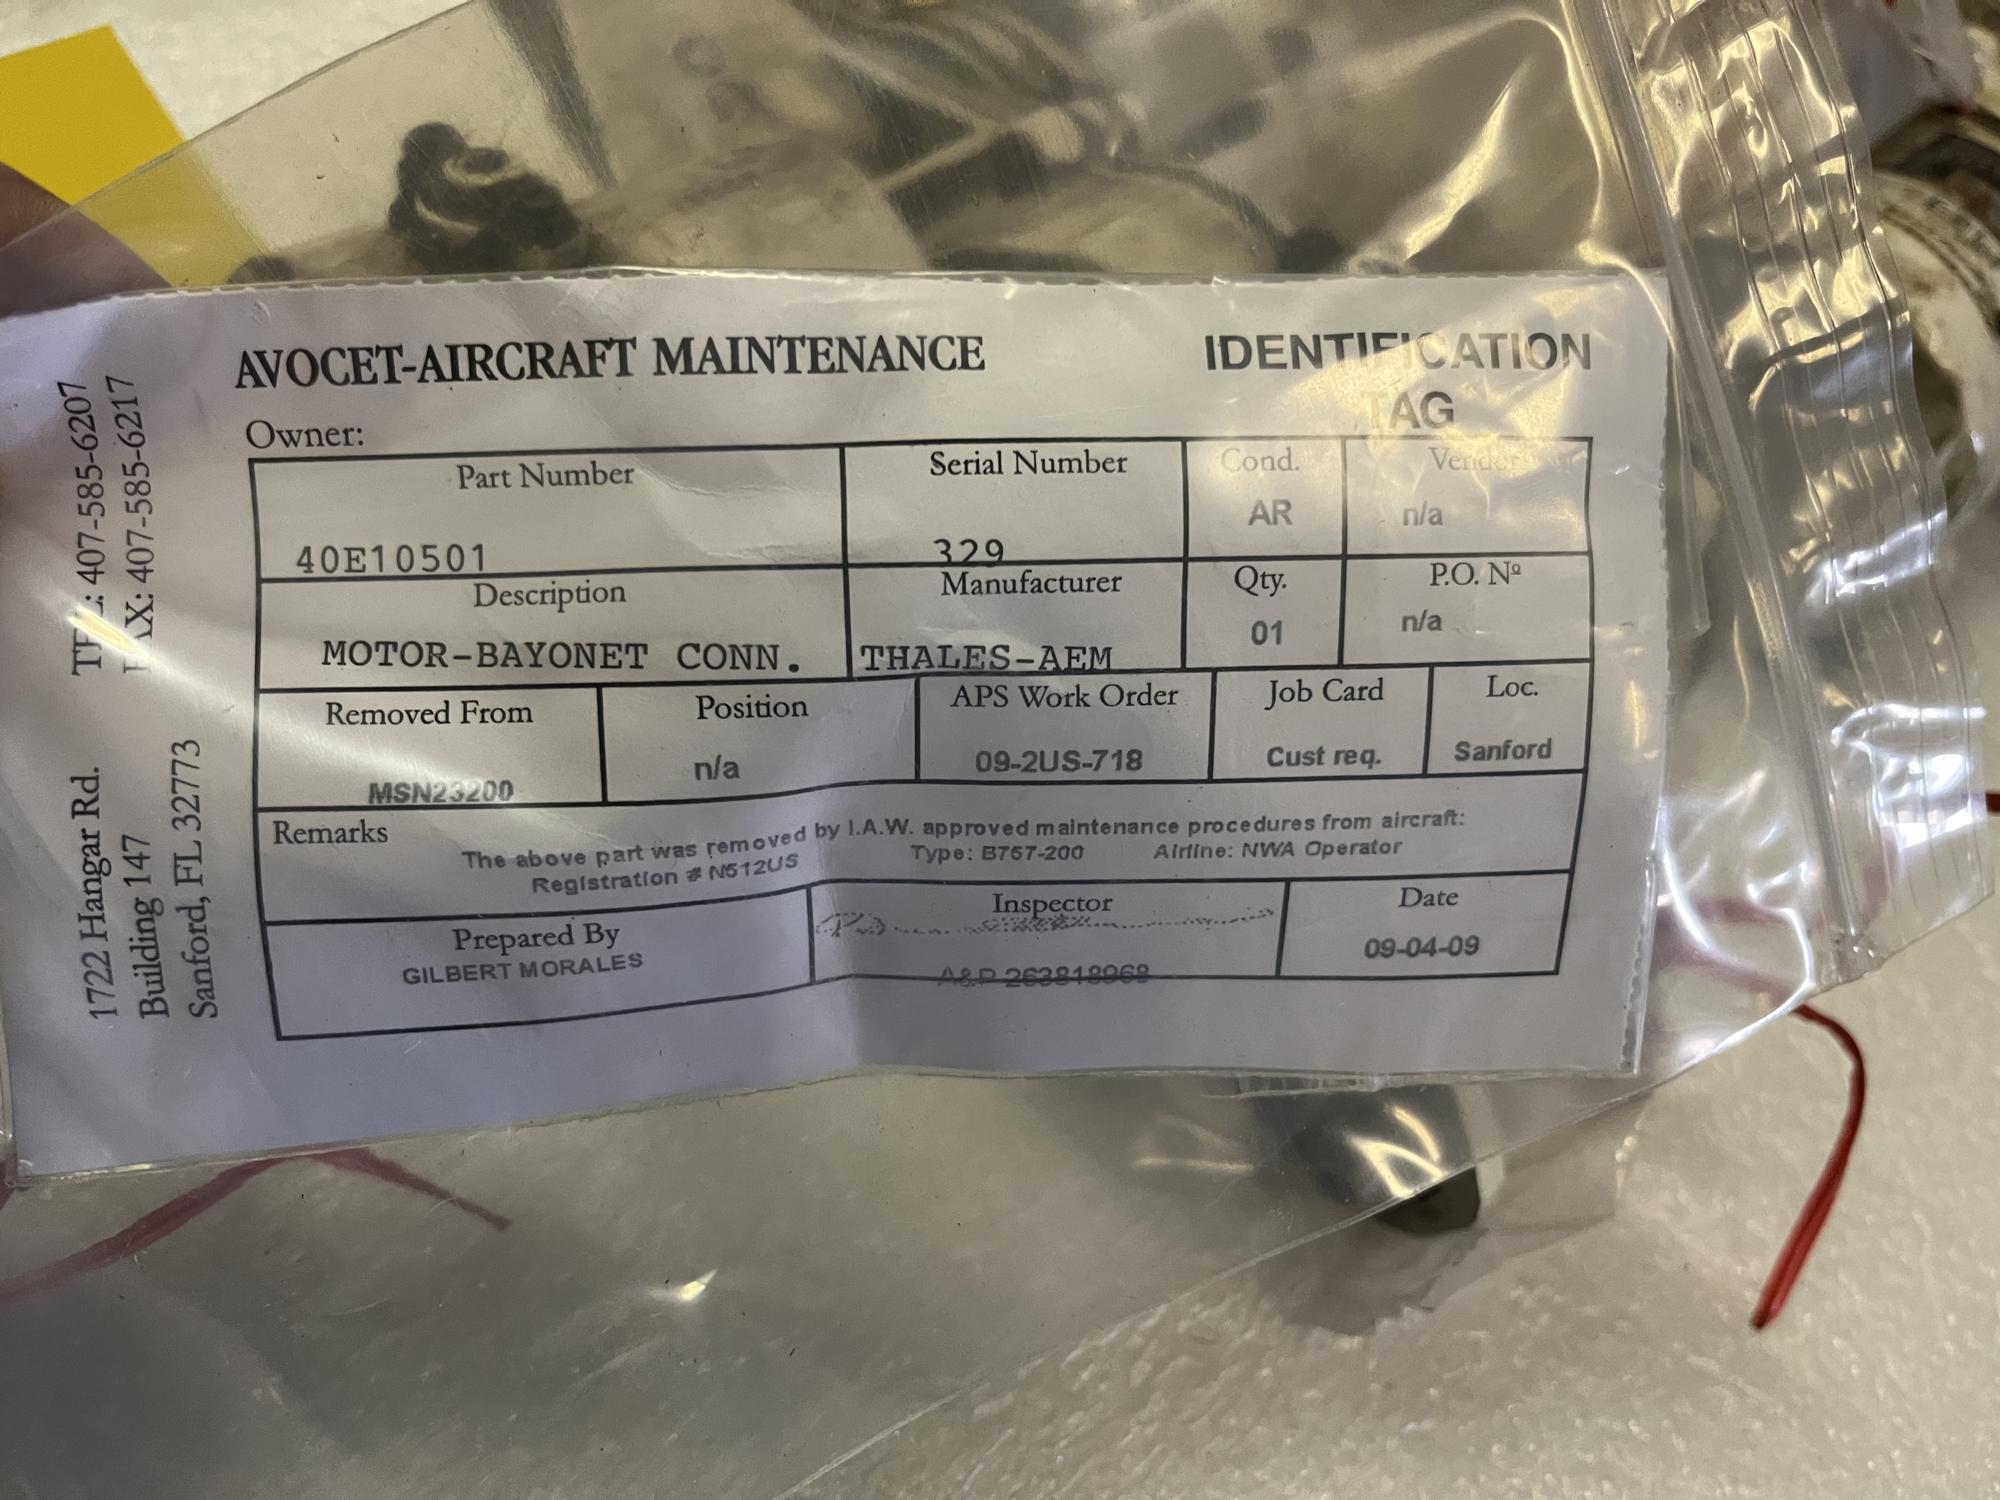 AVOCET-AIRCRAFT MAINTENANCE
IDENTIFICATION
TAG
TEL: 407-585-6207
FAX: 407-585-6217
1722 Hangar Rd.
Building 147
Sanford, FL 32773
Owner:
Part Number
40E10501
Serial Number
329
Cond.
AR
Vendor
n/a
Description
MOTOR-BAYONET CONN.
Manufacturer
THALES-AEM
Qty.
01
P.O. Nº
n/a
Removed From
MSN23200
Position
n/a
APS Work Order
09-2US-718
Job Card
Cust req.
Loc.
Sanford
Remarks
The above part was removed by I.A.W. approved maintenance procedures from aircraft:
Registration # N512US Type: B757-200 Airline: NWA Operator
Prepared By
GILBERT MORALES
Inspector
A&P 263818968
Date
09-04-09